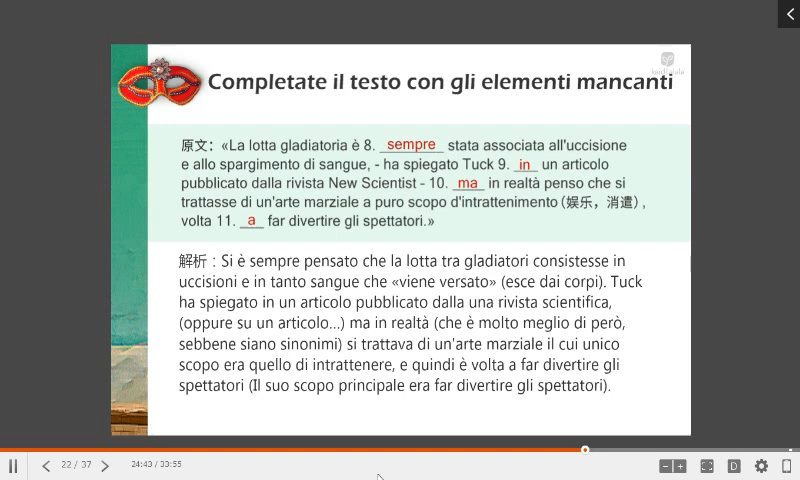 Completate il testo con gli elementi mancanti
原文：«La lotta gladiatoria è 8. sempre stata associata all'uccisione
e allo spargimento di sangue, - ha spiegato Tuck 9. in un articolo
pubblicato dalla rivista New Scientist - 10. ma in realtà penso che si
trattasse di un'arte marziale a puro scopo d'intrattenimento（娱乐，消遣）,
volta 11. a far divertire gli spettatori.»
解析：Si è sempre pensato che la lotta tra gladiatori consistesse in
uccisioni e in tanto sangue che «viene versato» (esce dai corpi). Tuck
ha spiegato in un articolo pubblicato dalla una rivista scientifica,
(oppure su un articolo...) ma in realtà (che è molto meglio di però,
sebbene siano sinonimi) si trattava di un'arte marziale il cui unico
scopo era quello di intrattenere, e quindi è volta a far divertire gli
spettatori (Il suo scopo principale era far divertire gli spettatori).
22 / 37
24:43 / 33:55
D